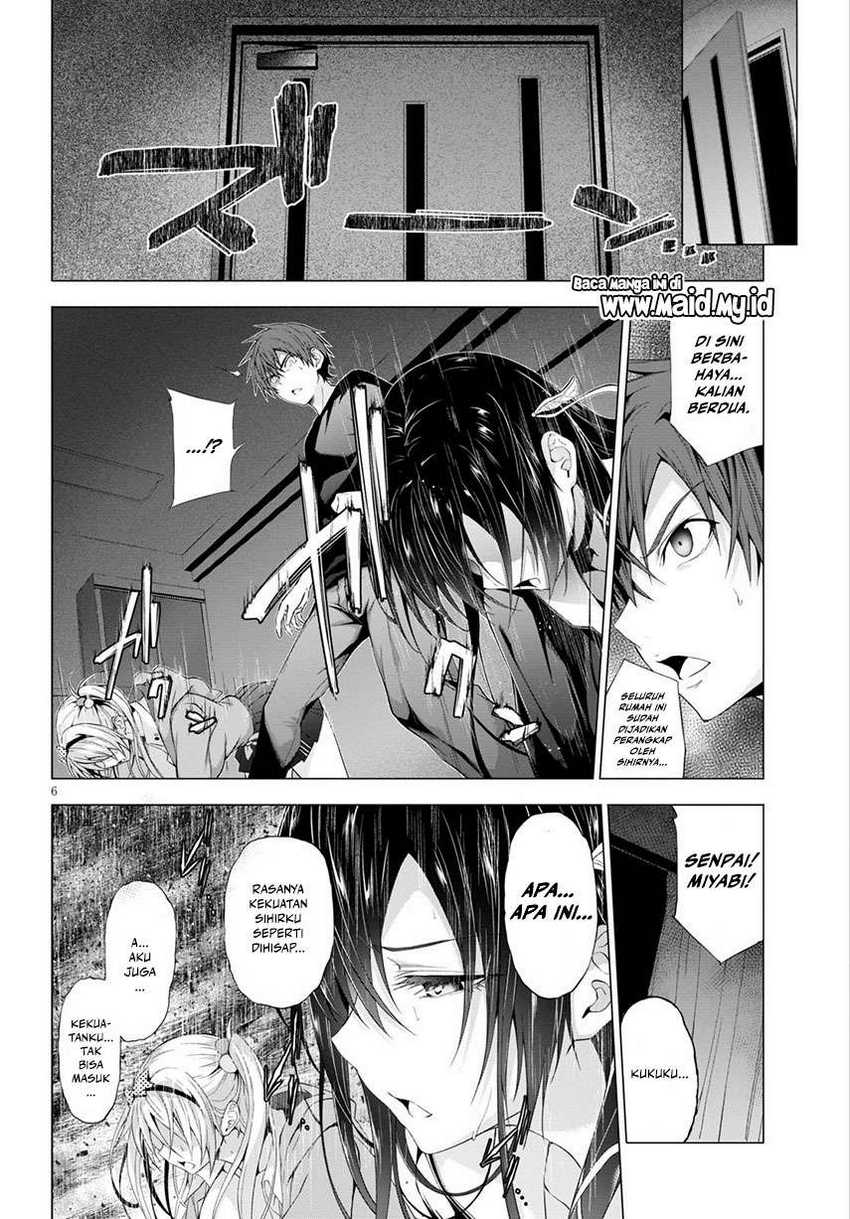 ズーン
Baca Manga ini di
www.Maid.My.id
DI SINI
BERBA-
HAYA...
KALIAN
BERDUA.
...!?
SELURUH
RUMAH INI
SUDAH
DIJADIKAN
PERANGKAP
OLEH
SIHIRNYA...
6
SENPAI!
MIYABI!
APA...
APA INI...
RASANYA
KEKUATAN
SIHIRKU
SEPERTI
DIHISAP...
A...
AKU
JUGA
...
KEKUA-
TANKU...
TAK
BISA
MASUK
...
KUKUKU...